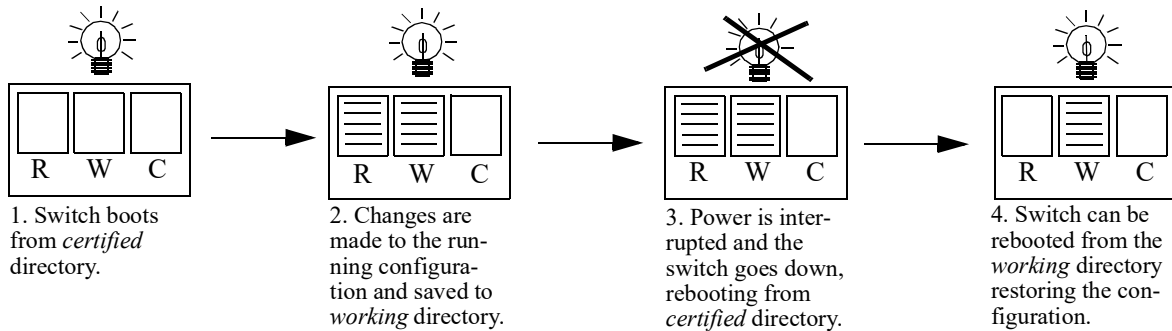 R W C
R W C
R W C
R W C
1. Switch boots
from certified
directory.
2. Changes are
made to the run-
ning configura-
tion and saved to
working directory.
3. Power is inter-
rupted and the
switch goes down,
rebooting from
certified directory.
4. Switch can be
rebooted from the
working directory
restoring the con-
figuration.